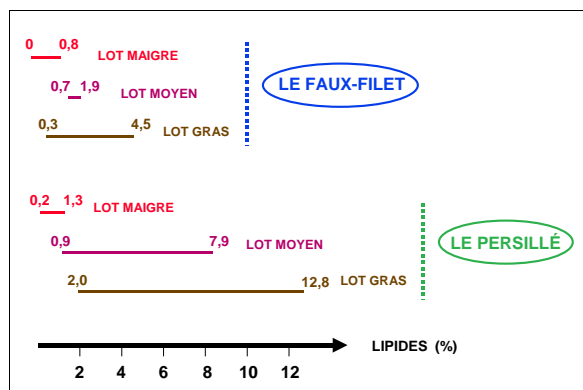 0 0,8 LOT MAIGRE
0,7 1,9 LOT MOYEN
0,3 4,5 LOT GRAS
LE FAUX-FILET
0,2 1,3 LOT MAIGRE
0,9 7,9 LOT MOYEN
2,0 12,8 LOT GRAS
LE PERSILLÉ
LIPIDES (%)
2 4 6 8 10 12